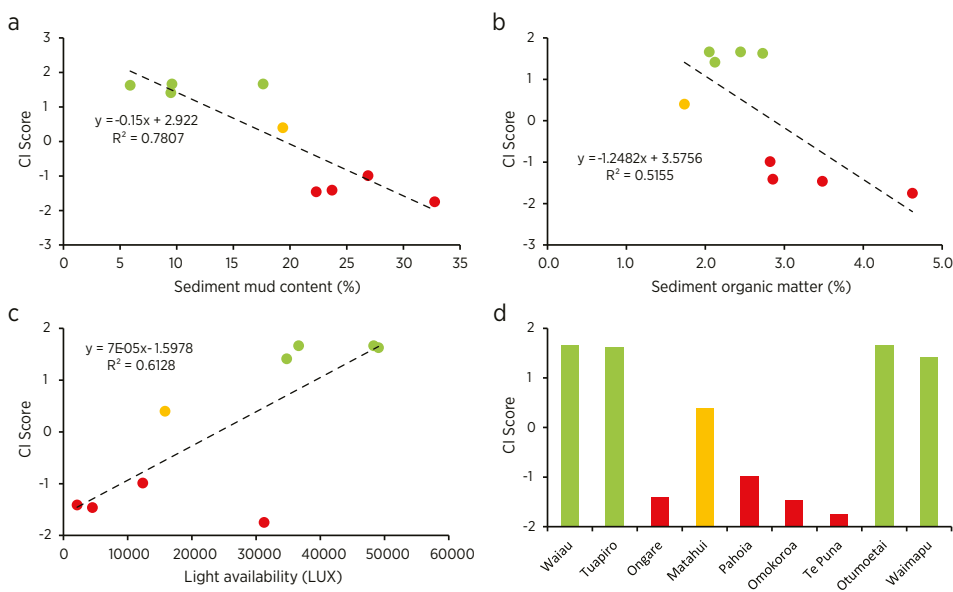 a
3
2
1
0
-1
-2
-3
CI Score
y =-0.15x + 2.922
R² = 0.7807
0 5 10 15 20 25 30 35
Sediment mud content (%)
b
2
1
0
-1
-2
-3
CI Score
y =-1.2482x + 3.5756
R² = 0.5155
0.0 1.0 2.0 3.0 4.0 5.0
Sediment organic matter (%)
c
2
1
0
-1
-2
CI Score
y = 7E-05x- 1.5978
R² = 0.6128
0 10000 20000 30000 40000 50000 60000
Light availability (LUX)
d
2
1
0
-1
-2
CI Score
Waiau
Tuapiro
Ongare
Matahui
Pahoia
Omokoroa
Te Puna
Otumoetai
Waimapu